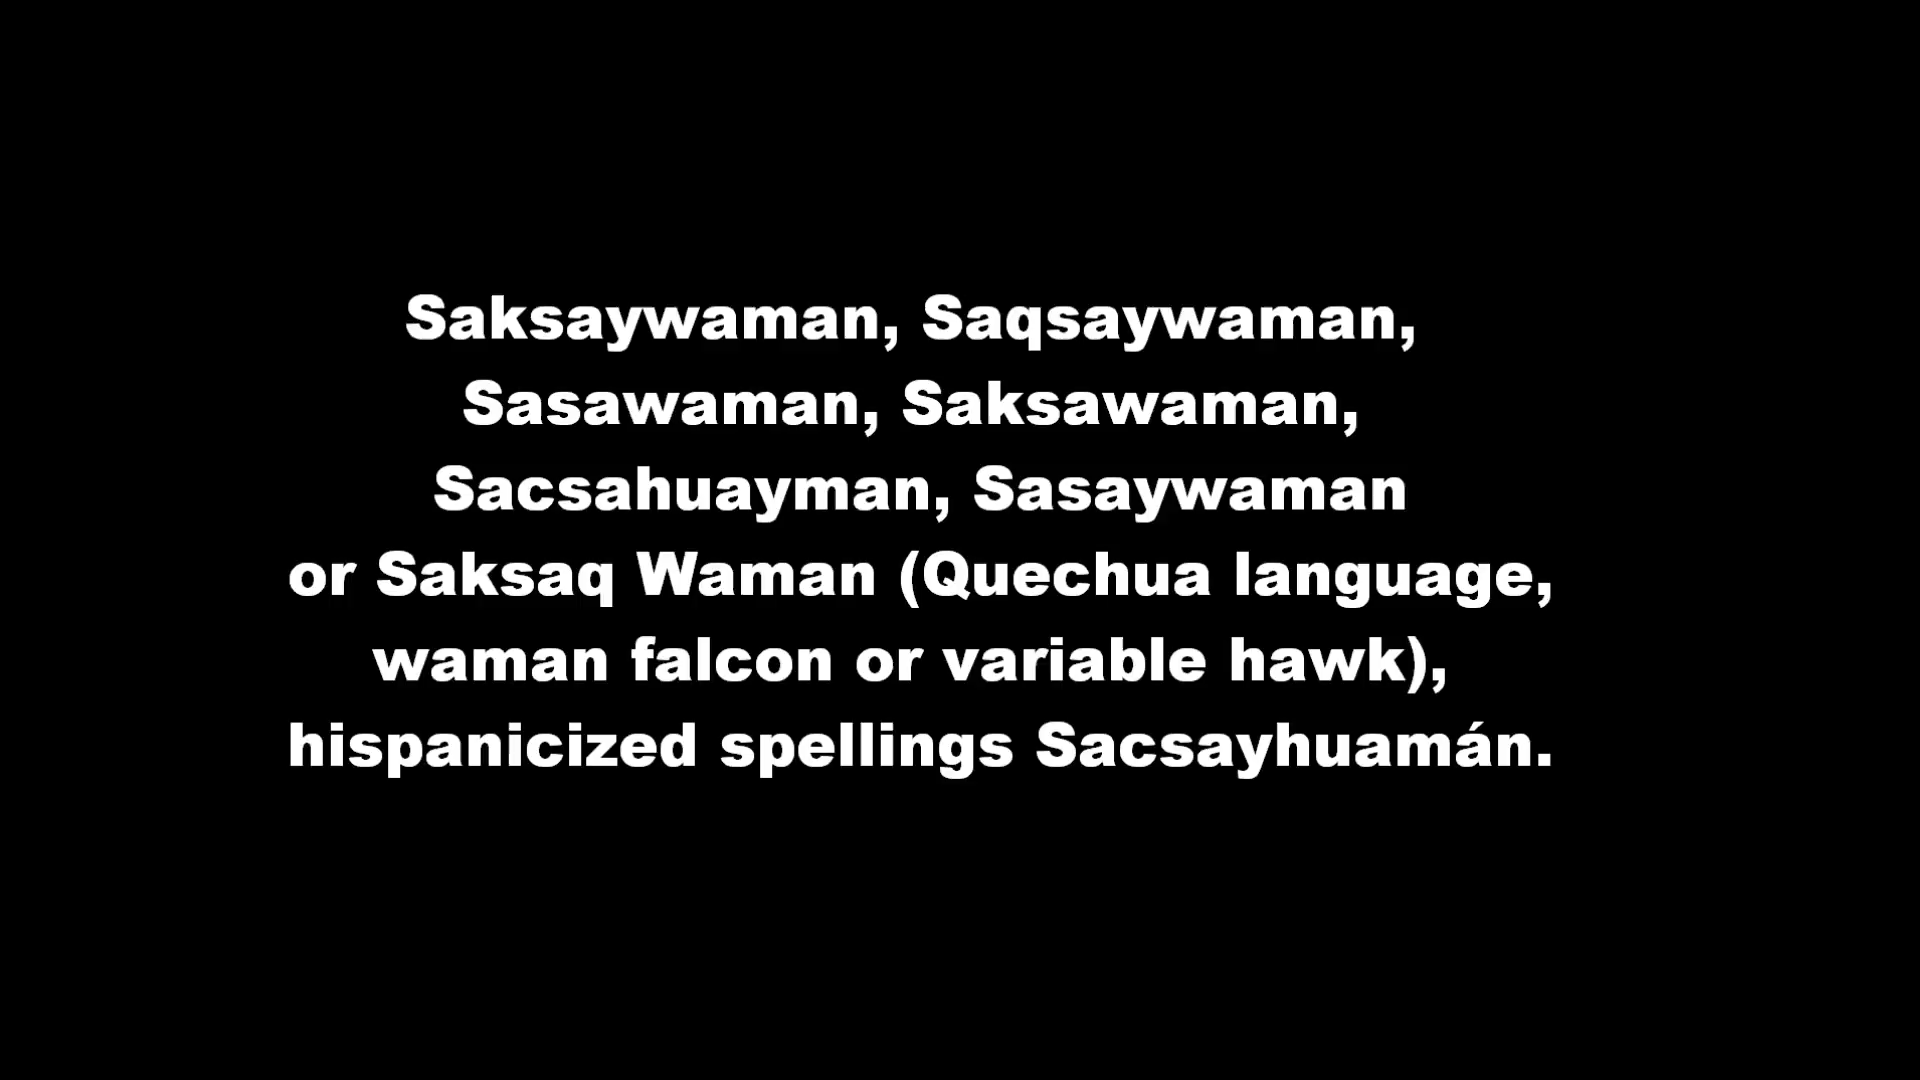 Saksaywaman, Saqsaywaman,
Sasawaman, Saksawaman,
Sacsahuayman, Sasaywaman
or Saksaq Waman (Quechua language,
waman falcon or variable hawk),
hispanicized spellings Sacsayhuamán.